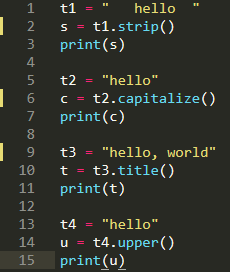 1 t1 = "   hello  "
2 s = t1.strip()
3 print(s)
4
5 t2 = "hello"
6 c = t2.capitalize()
7 print(c)
8
9 t3 = "hello, world"
10 t = t3.title()
11 print(t)
12
13 t4 = "hello"
14 u = t4.upper()
15 print(u)